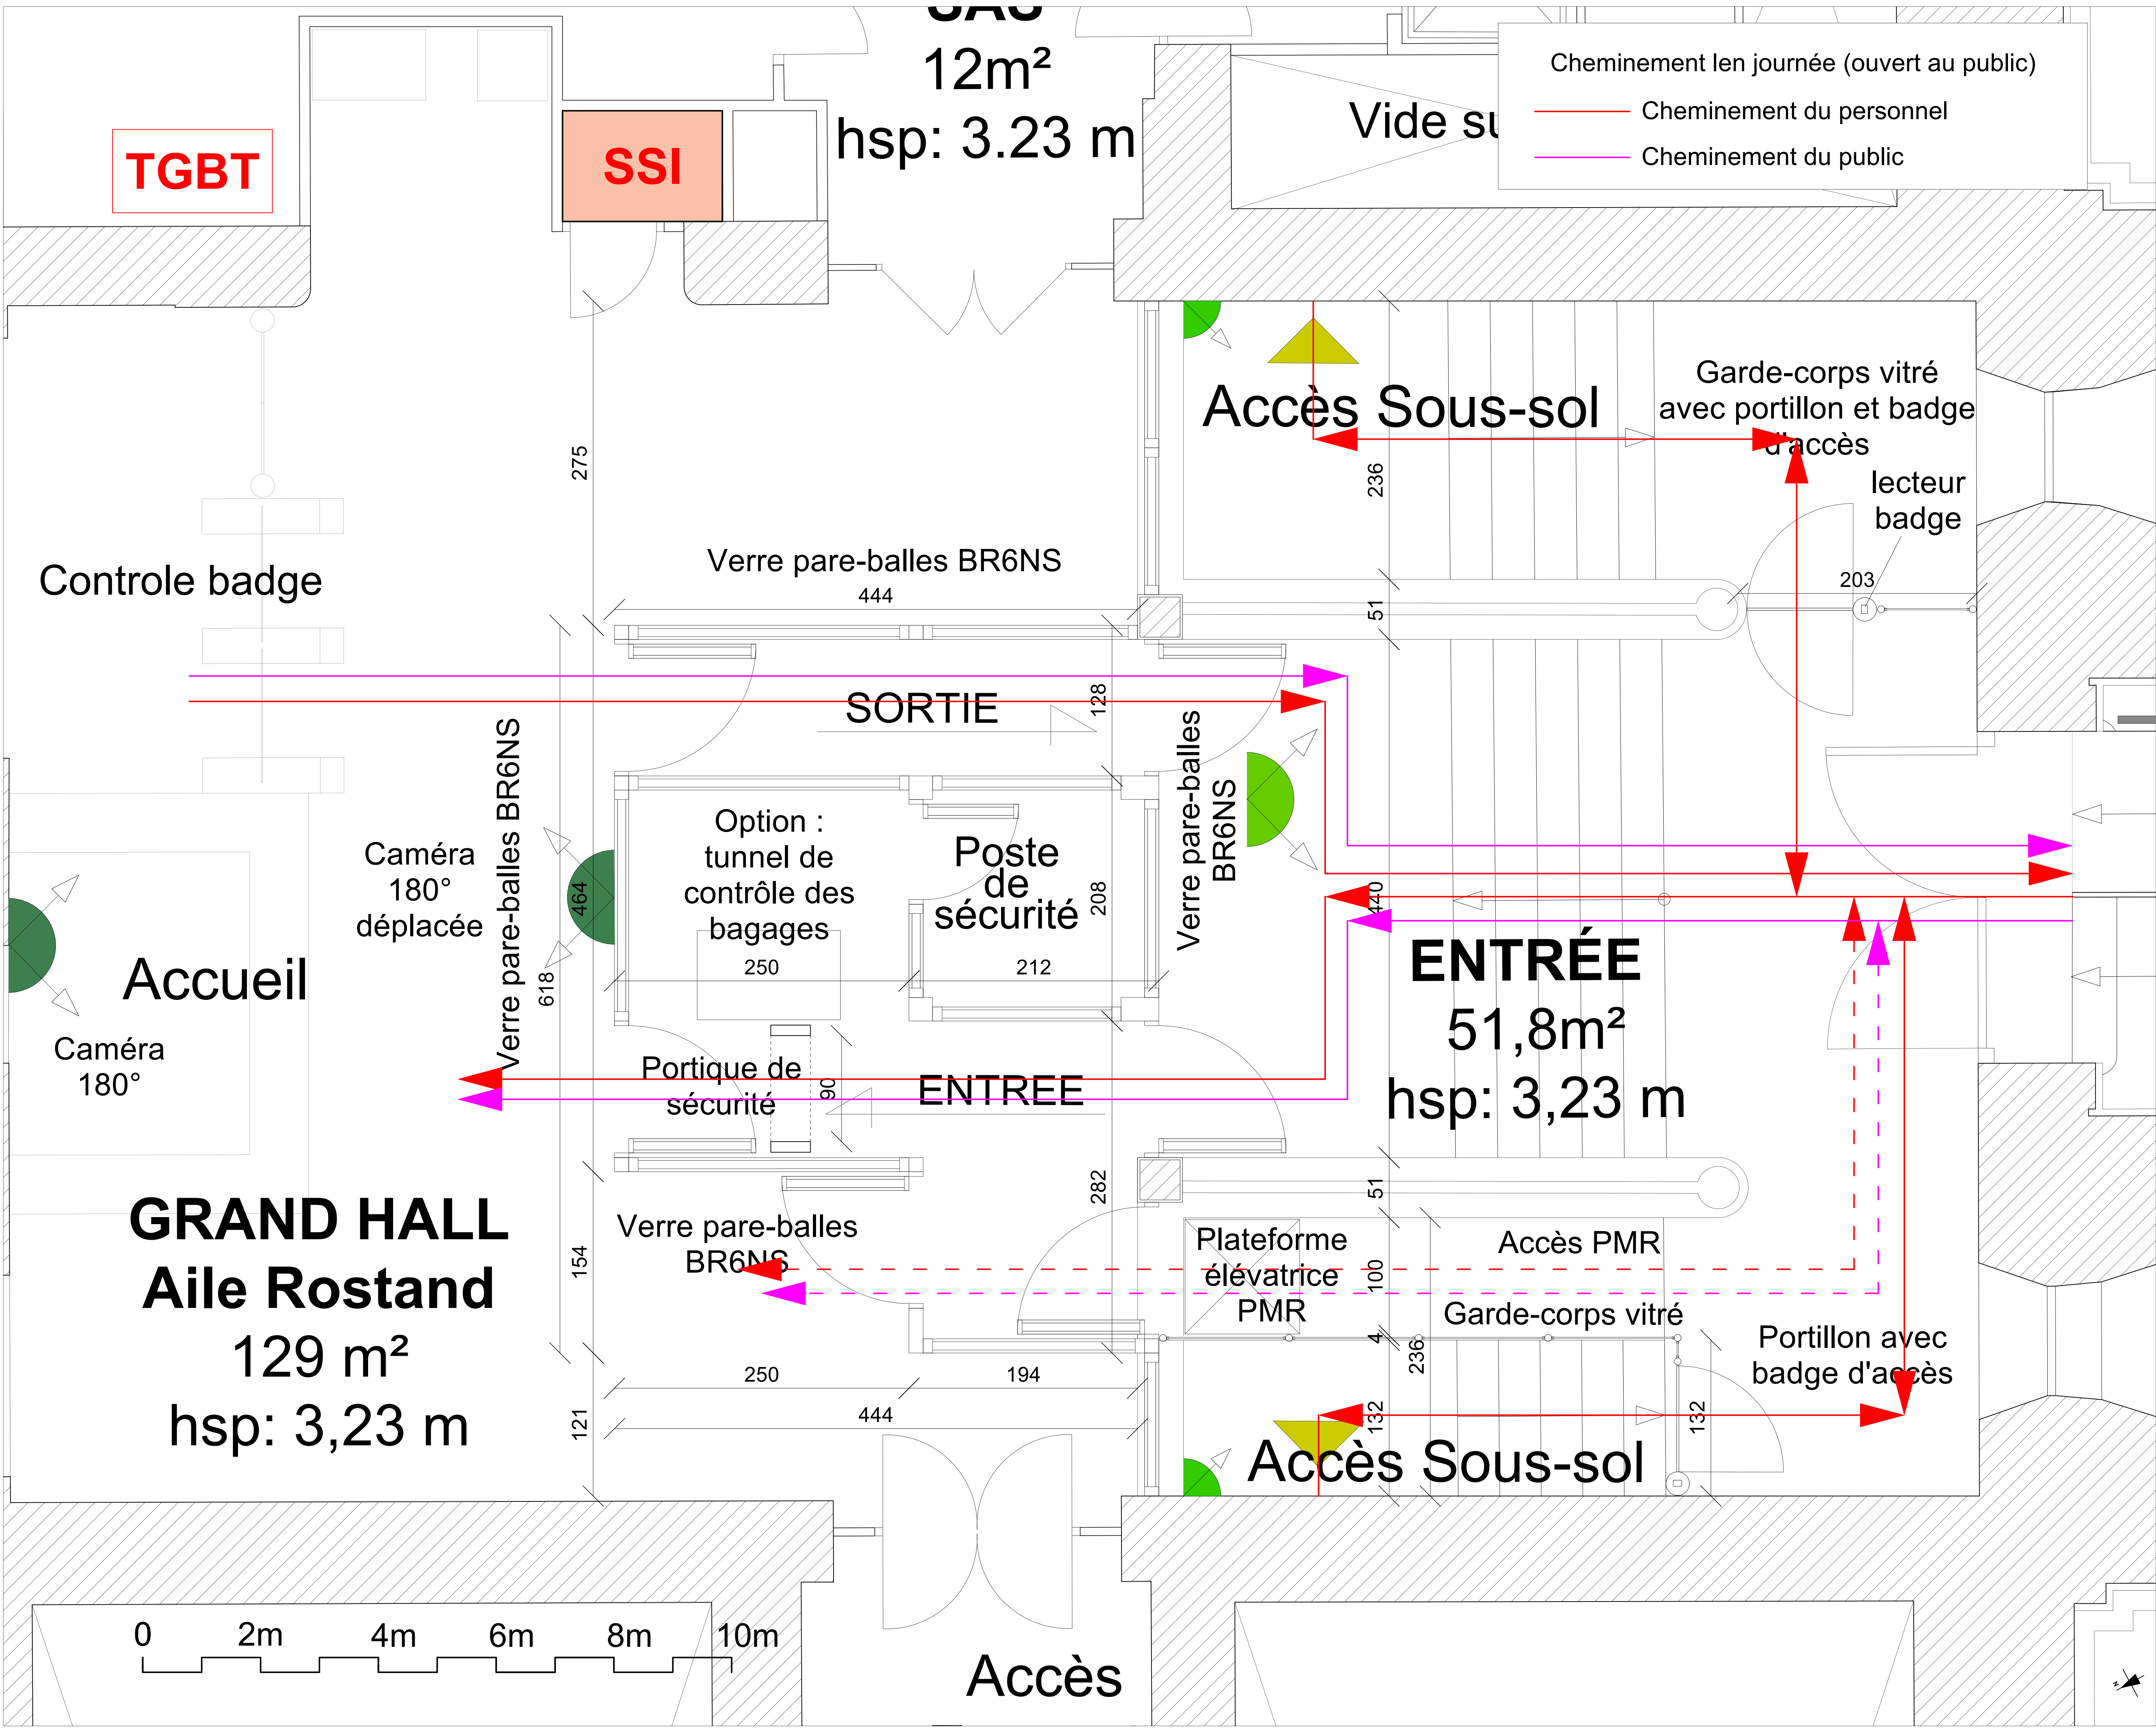 12m²
hsp: 3.23 m
Vide su
Cheminement len journée (ouvert au public)
Cheminement du personnel
Cheminement du public
TGBT
SSI
Accès Sous-sol
Garde-corps vitré
avec portillon et badge
d'accès
lecteur
badge
275
236
Controle badge
Verre pare-balles BR6NS
444
51
203
SORTIE
128
Verre pare-balles BR6NS
Verre pare-balles
BR6NS
Caméra
180°
déplacée
464
618
Option :
tunnel de
contrôle des
bagages
250
Poste
de
sécurité
208
212
440
Accueil
Caméra
180°
ENTRÉE
51,8m²
hsp: 3,23 m
Portique de
sécurité
90
ENTREE
GRAND HALL
Aile Rostand
129 m²
hsp: 3,23 m
Verre pare-balles
BR6NS
154
282
51
Plateforme
élévatrice
PMR
100
Accès PMR
Garde-corps vitré
4
236
Portillon avec
badge d'accès
250
194
444
121
132
132
Accès Sous-sol
0
2m
4m
6m
8m
10m
Accès
N